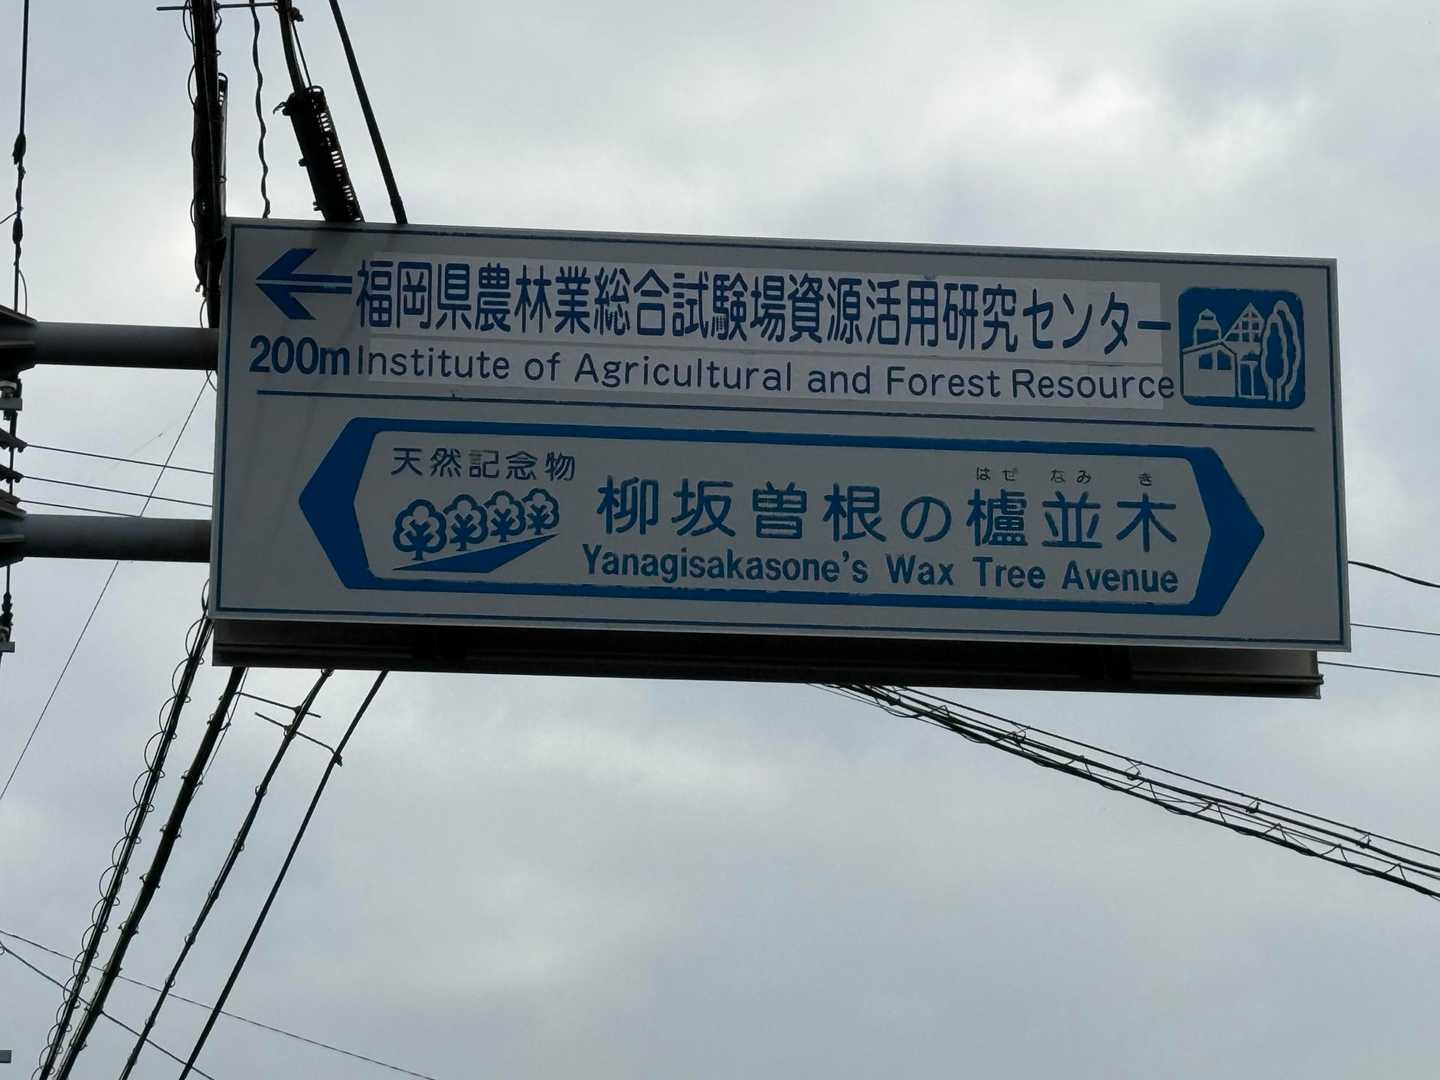 福岡県農林業総合試験場資源活用研究センター
200m Institute of Agricultural and Forest Resource
天然記念物
はぜ なみ き
柳坂曽根の櫨並木
Yanagisakasone's Wax Tree Avenue